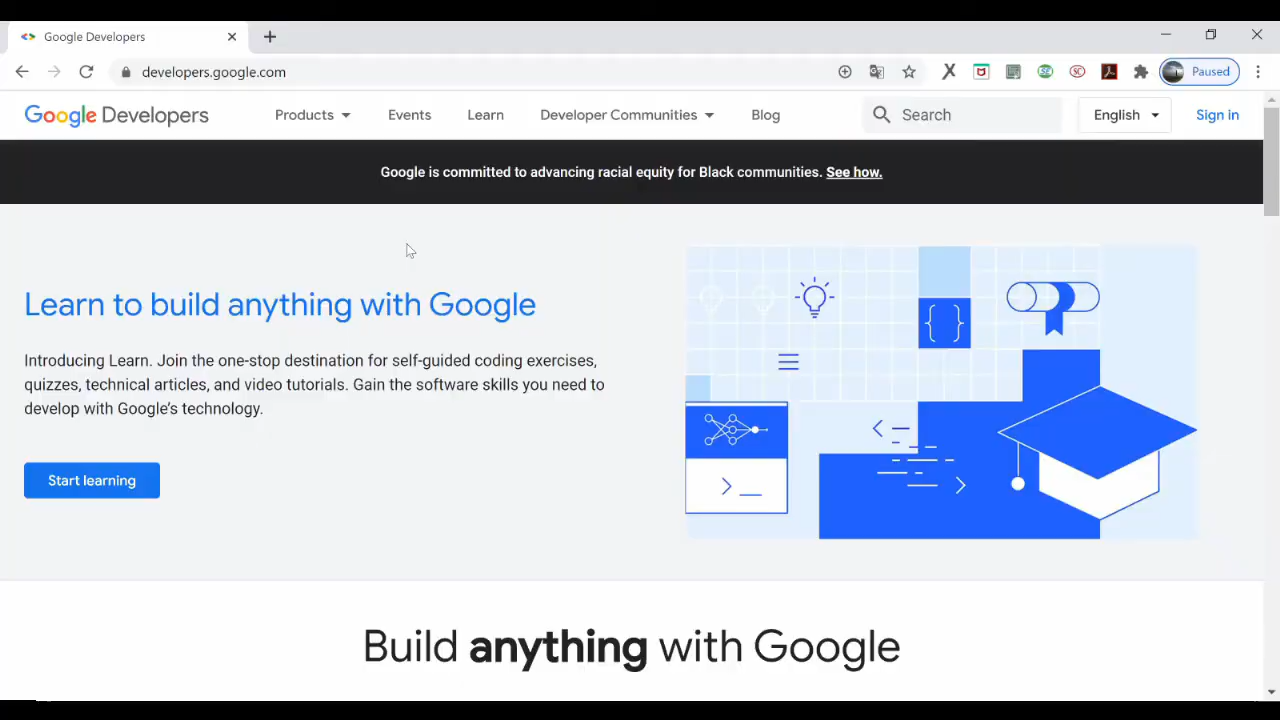 Google Developers
developers.google.com
Paused
Google Developers
Products
Events
Learn
Developer Communities
Blog
Search
English
Sign in
Google is committed to advancing racial equity for Black communities. See how.
Learn to build anything with Google
Introducing Learn. Join the one-stop destination for self-guided coding exercises,
quizzes, technical articles, and video tutorials. Gain the software skills you need to
develop with Google’s technology.
Start learning
Build anything with Google